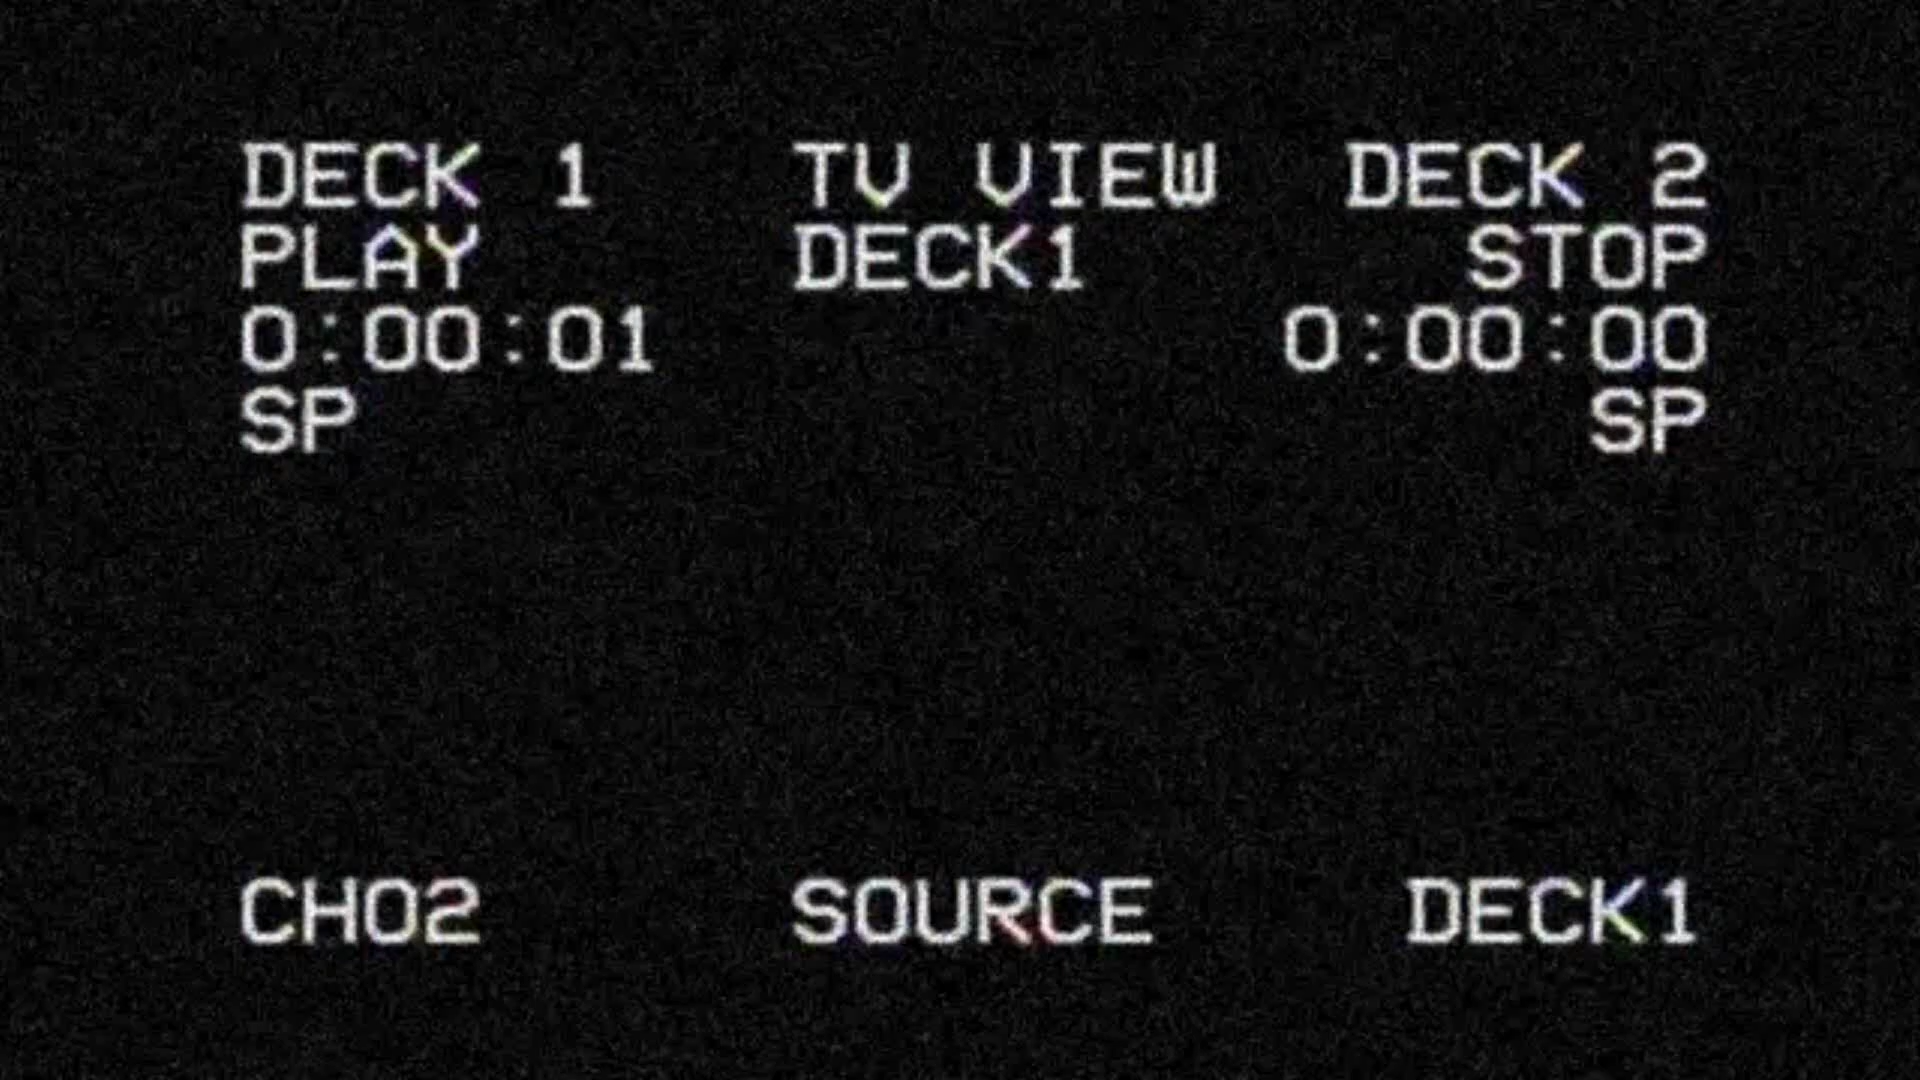 DECK 1 TV VIEW DECK 2
PLAY DECK1 STOP
0:00:01 0:00:00
SP SP
CH02 SOURCE DECK1